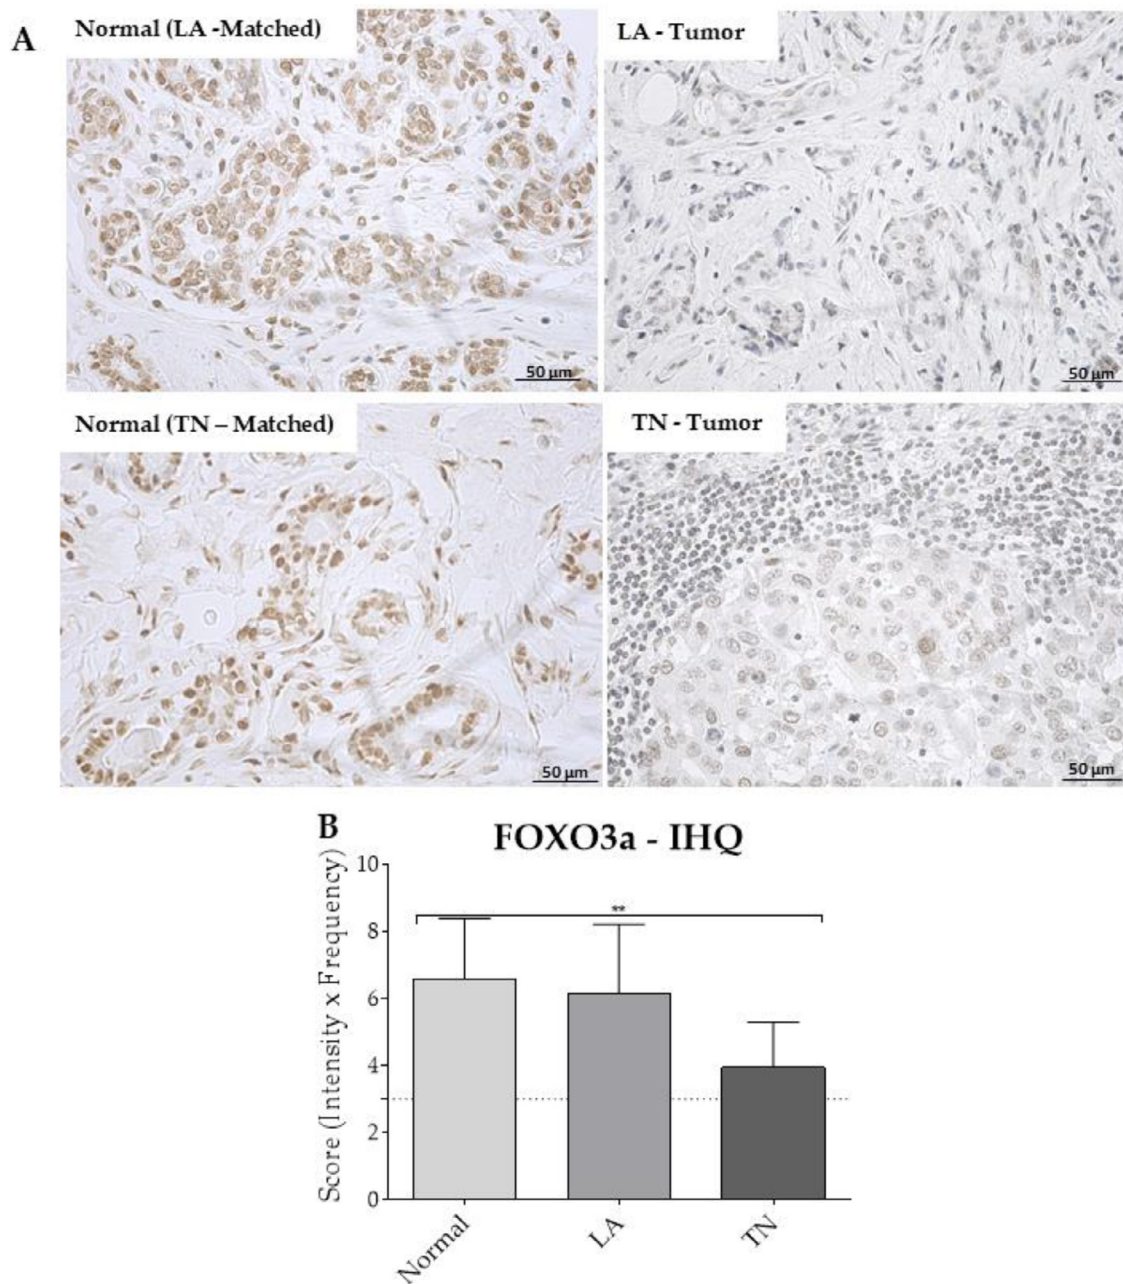 A
Normal (LA -Matched)
LA - Tumor
50 µm
50 µm
Normal (TN – Matched)
TN - Tumor
50 µm
50 µm
B
FOXO3a - IHQ
Score (Intensity x Frequency)
10
8
6
4
2
0
**
Normal
LA
TN